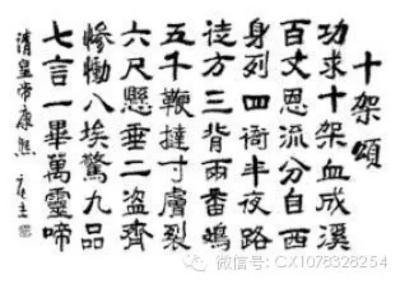 十架頌
功求十架血成溪
百丈恩流分自西
身列四衙半夜路
徒方三背兩番鳴
五千鞭撻寸膚裂
六尺懸垂二盜齊
慘慟八埃驚九品
七言一畢萬靈啼
清皇帝康熙
微信号: CX1078328254